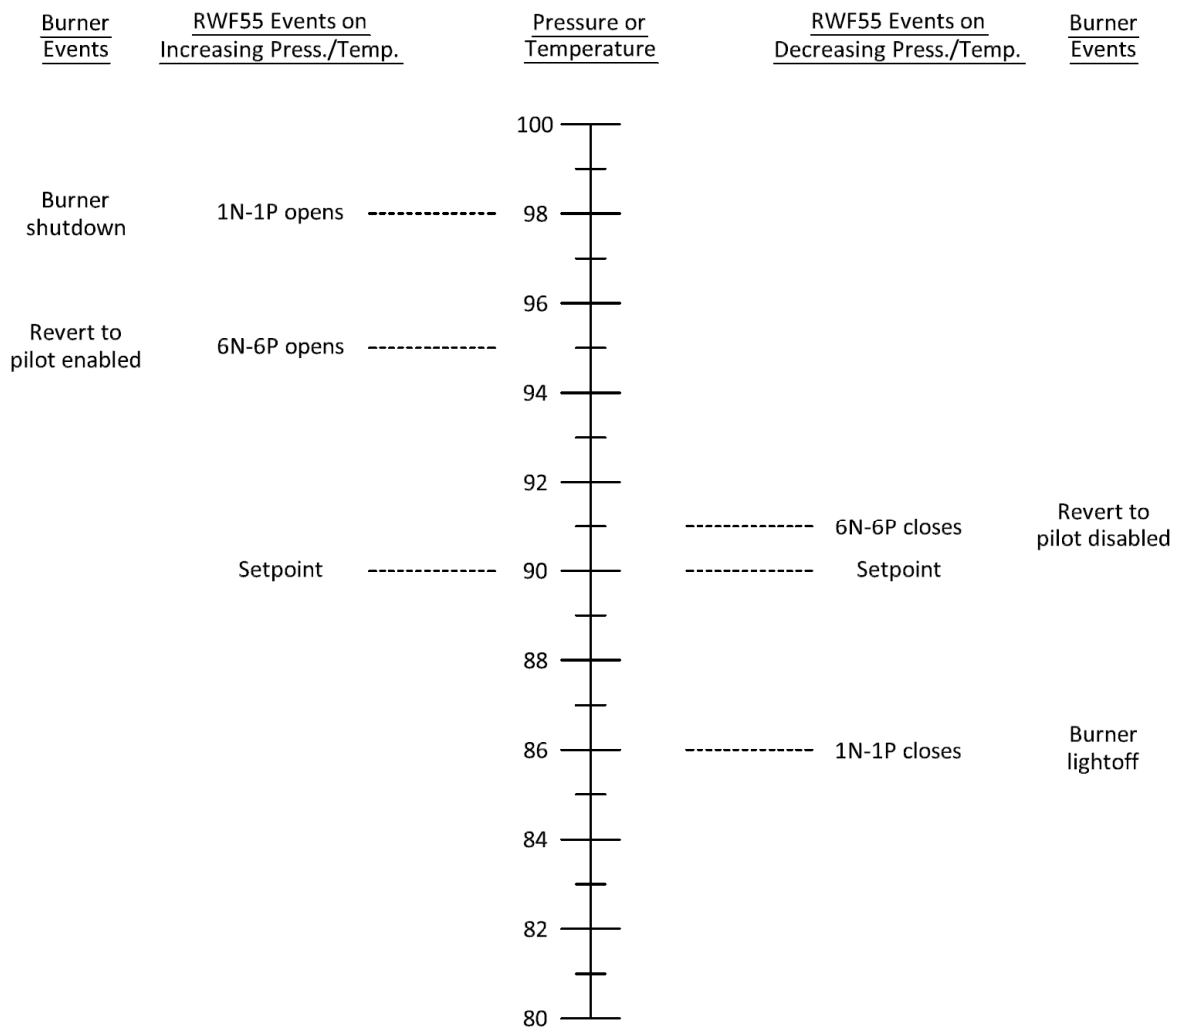 Burner
Events
RWF55 Events on
Increasing Press./Temp.
Pressure or
Temperature
RWF55 Events on
Decreasing Press./Temp.
Burner
Events
100
Burner
shutdown
1N-1P opens
98
96
Revert to
pilot enabled
6N-6P opens
94
92
6N-6P closes
Revert to
pilot disabled
Setpoint
90
Setpoint
88
86
1N-1P closes
Burner
lightoff
84
82
80